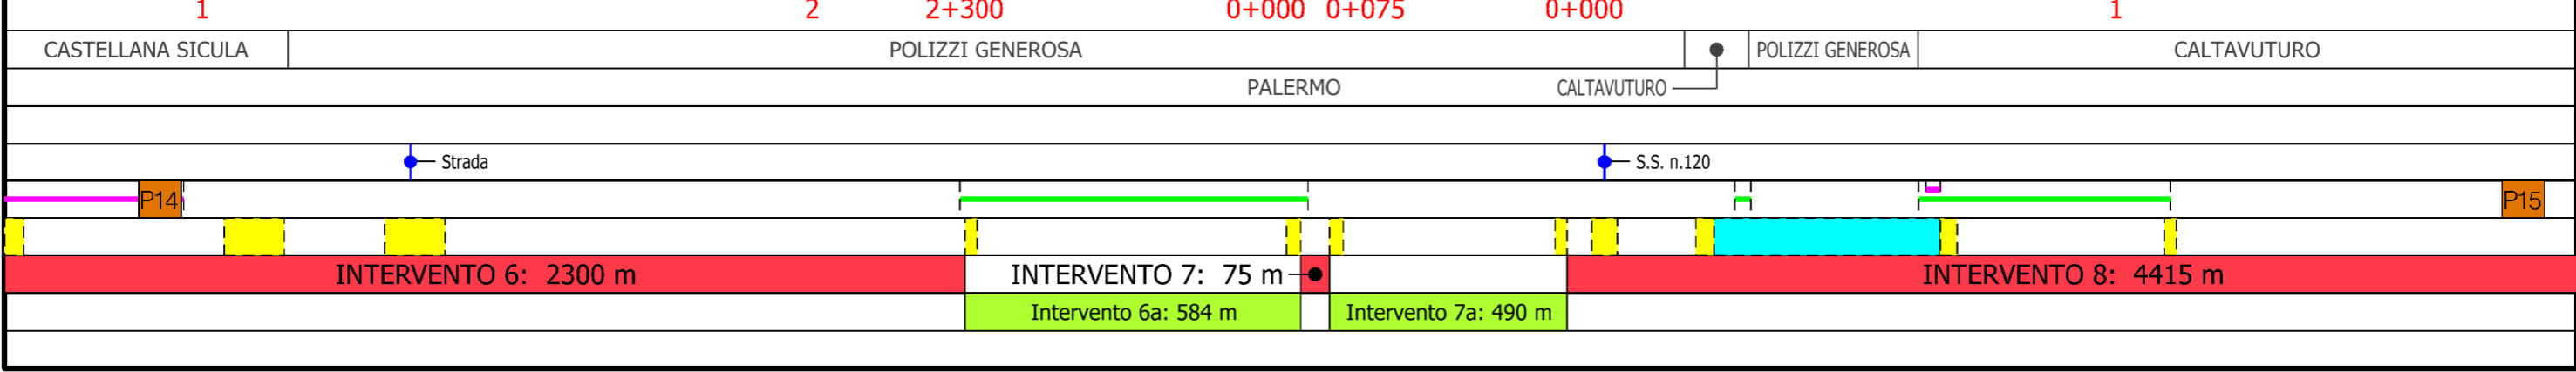 1 2 2+300 0+000 0+075 0+000 1
CASTELLANA SICULA POLIZZI GENEROSA POLIZZI GENEROSA CALTAVUTURO
PALERMO CALTAVUTURO
Strada S.S. n.120
P14 P15
INTERVENTO 6: 2300 m INTERVENTO 7: 75 m INTERVENTO 8: 4415 m
Intervento 6a: 584 m Intervento 7a: 490 m